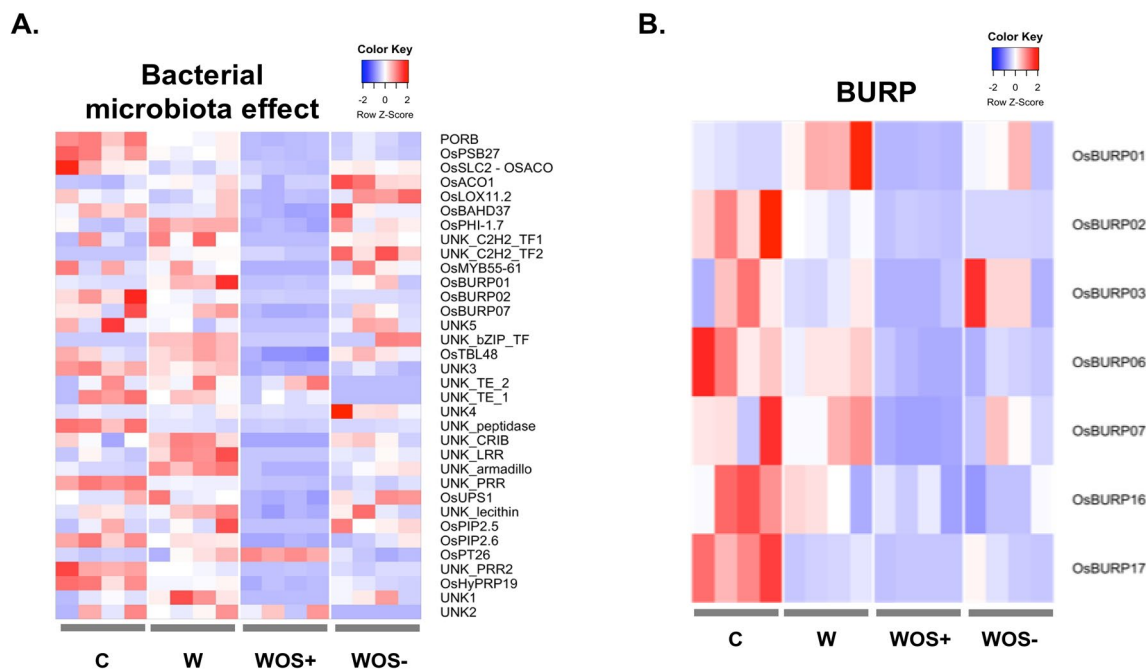 A.
Bacterial
microbiota effect
Color Key
-2 0 2
Row Z-Score
PORB
OsPSB27
OsSLC2 - OSACO
OsACO1
OsLOX11.2
OsBAHD37
OsPHI-1.7
UNK_C2H2_TF1
UNK_C2H2_TF2
OsMYB55-61
OsBURP01
OsBURP02
OsBURP07
UNK5
UNK_bZIP_TF
OsTBL48
UNK3
UNK_TE_2
UNK_TE_1
UNK4
UNK_peptidase
UNK_CRIB
UNK_LRR
UNK_armadillo
UNK_PRR
OsUPS1
UNK_lecithin
OsPIP2.5
OsPIP2.6
OsPT26
UNK_PRR2
OsHyPRP19
UNK1
UNK2
C W WOS+ WOS-
B.
BURP
Color Key
-2 0 2
Row Z-Score
OsBURP01
OsBURP02
OsBURP03
OsBURP06
OsBURP07
OsBURP16
OsBURP17
C W WOS+ WOS-